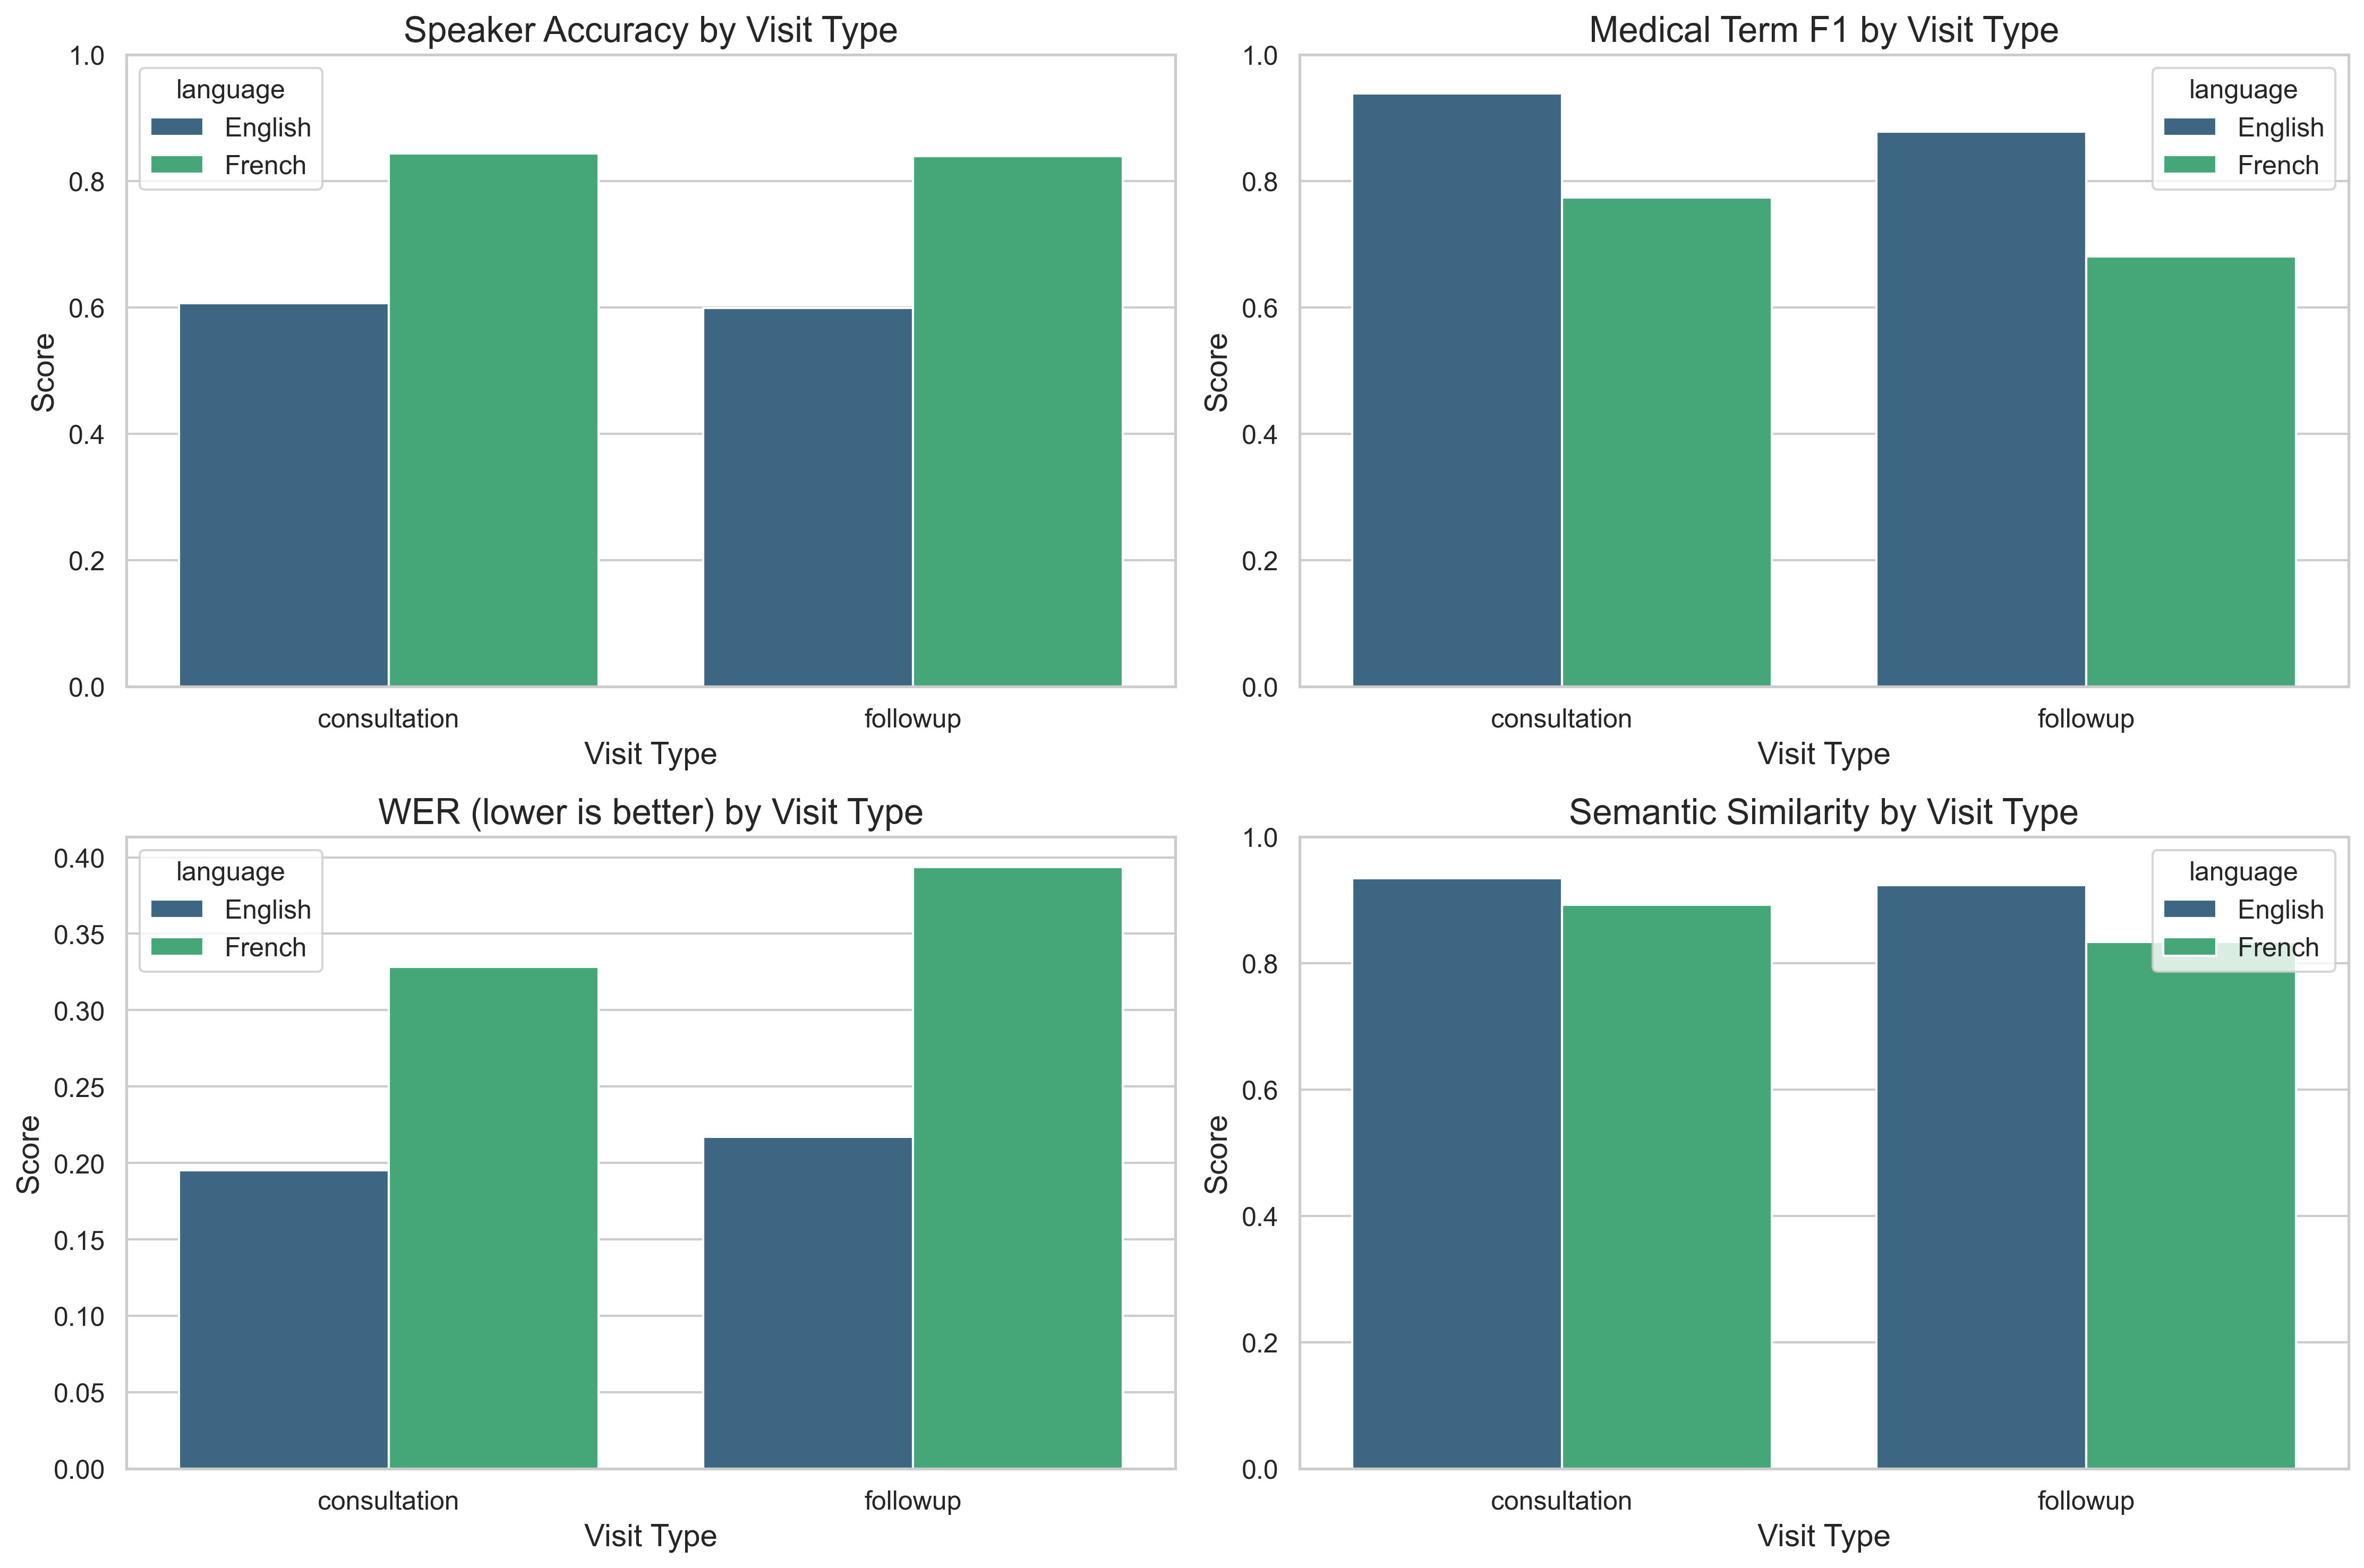 Speaker Accuracy by Visit Type
1.0
0.8
0.6
0.4
0.2
0.0
Score
language
English
French
consultation
followup
Visit Type
Medical Term F1 by Visit Type
1.0
0.8
0.6
0.4
0.2
0.0
Score
language
English
French
consultation
followup
Visit Type
WER (lower is better) by Visit Type
0.40
0.35
0.30
0.25
0.20
0.15
0.10
0.05
0.00
Score
language
English
French
consultation
followup
Visit Type
Semantic Similarity by Visit Type
1.0
0.8
0.6
0.4
0.2
0.0
Score
language
English
French
consultation
followup
Visit Type